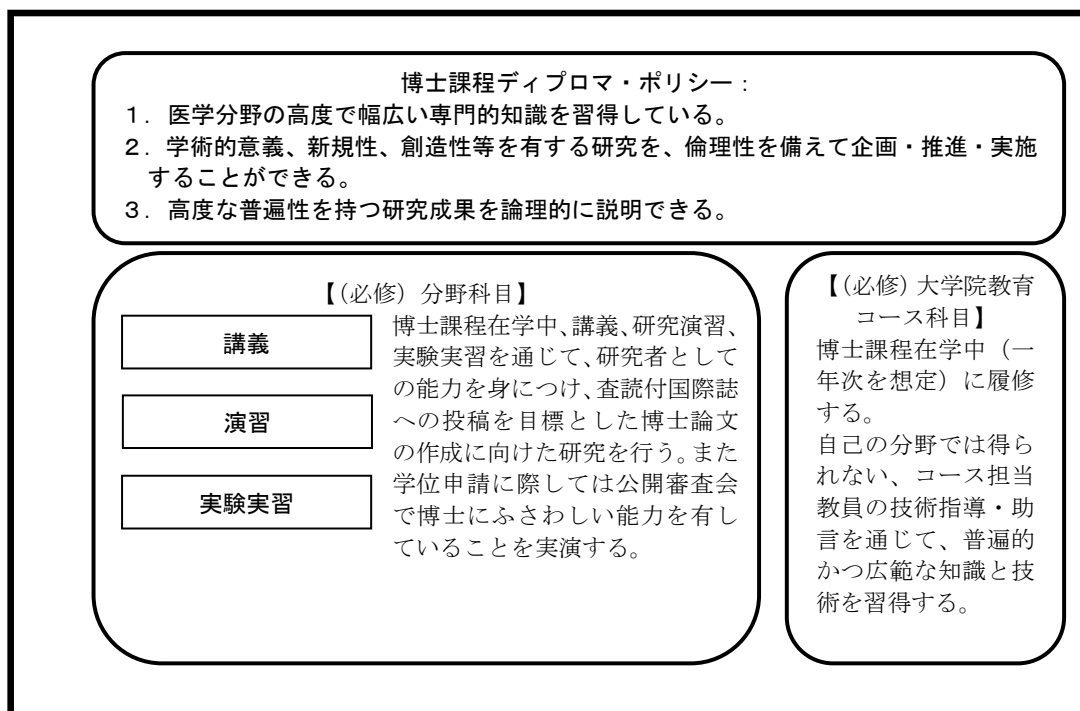 博士課程ディプロマ・ポリシー：
１．医学分野の高度で幅広い専門的知識を習得している。
２．学術的意義、新規性、創造性等を有する研究を、倫理性を備えて企画・推進・実施
することができる。
３．高度な普遍性を持つ研究成果を論理的に説明できる。
【（必修）分野科目】
講義
演習
実験実習
博士課程在学中、講義、研究演習、
実験実習を通じて、研究者として
の能力を身につけ、査読付国際誌
への投稿を目標とした博士論文
の作成に向けた研究を行う。また
学位申請に際しては公開審査会
で博士にふさわしい能力を有し
ていることを実演する。
【（必修）大学院教育
コース科目】
博士課程在学中（一
年次を想定）に履修
する。
自己の分野では得ら
れない、コース担当
教員の技術指導・助
言を通じて、普遍的
かつ広範な知識と技
術を習得する。